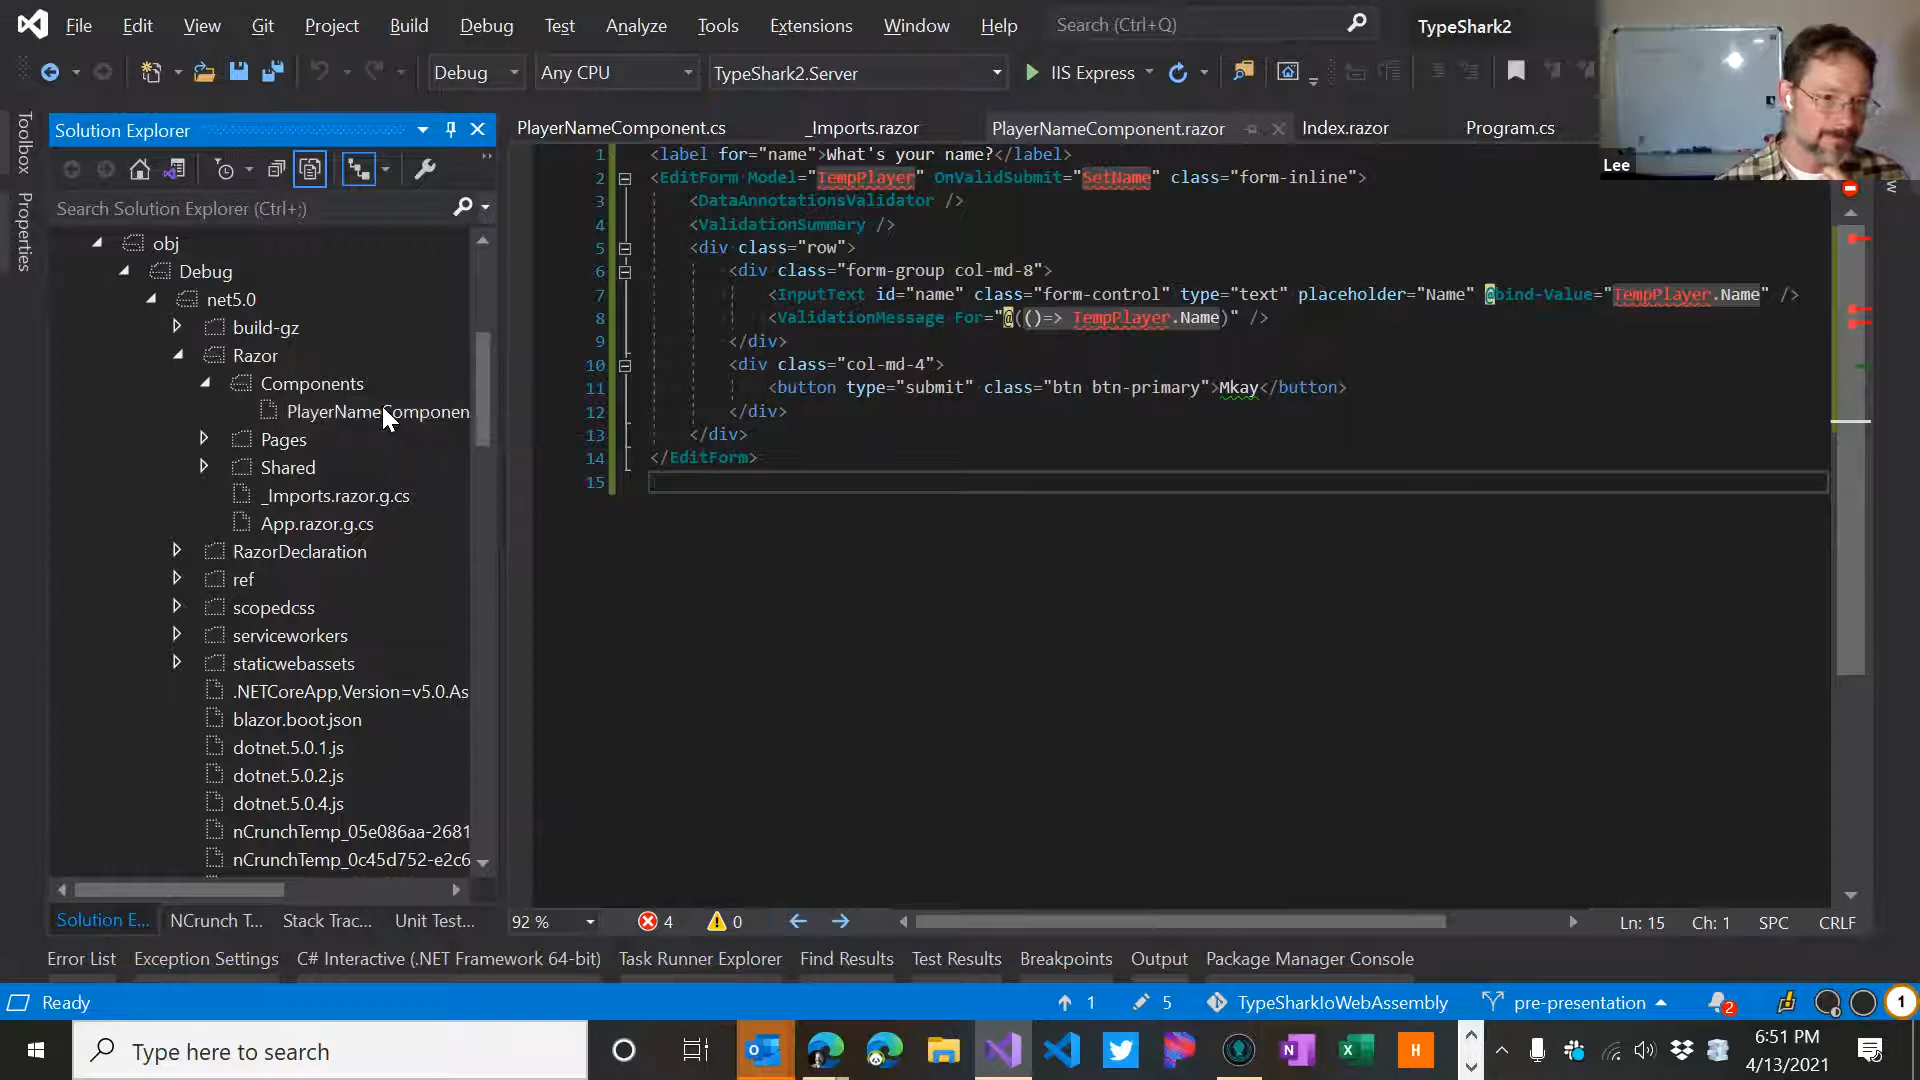 File Edit View Git Project Build Debug Test Analyze Tools Extensions Window Help Search (Ctrl+Q) TypeShark2
Debug Any CPU TypeShark2.Server IIS Express
Lee
Toolbox
Properties
Solution Explorer
Search Solution Explorer (Ctrl+;)
obj
Debug
net5.0
build-gz
Razor
Components
PlayerNameComponen
Pages
Shared
_Imports.razor.g.cs
App.razor.g.cs
RazorDeclaration
ref
scopedcss
serviceworkers
staticwebassets
.NETCoreApp,Version=v5.0.As
blazor.boot.json
dotnet.5.0.1.js
dotnet.5.0.2.js
dotnet.5.0.4.js
nCrunchTemp_05e086aa-2681
nCrunchTemp_0c45d752-e2c6
Solution E... NCrunch T... Stack Trac... Unit Test...
PlayerNameComponent.cs _Imports.razor PlayerNameComponent.razor Index.razor Program.cs
1 <label for="name">What's your name?</label>
2 <EditForm Model="TempPlayer" OnValidSubmit="SetName" class="form-inline">
3 <DataAnnotationsValidator />
4 <ValidationSummary />
5 <div class="row">
6 <div class="form-group col-md-8">
7 <InputText id="name" class="form-control" type="text" placeholder="Name" @bind-Value="TempPlayer.Name" />
8 <ValidationMessage For="@(()=> TempPlayer.Name)" />
9 </div>
10 <div class="col-md-4">
11 <button type="submit" class="btn btn-primary">Mkay</button>
12 </div>
13 </div>
14 </EditForm>
15
92 % 4 0 Ln: 15 Ch: 1 SPC CRLF
Error List Exception Settings C# Interactive (.NET Framework 64-bit) Task Runner Explorer Find Results Test Results Breakpoints Output Package Manager Console
Ready 1 5 TypeSharkIoWebAssembly pre-presentation 2 1
Type here to search
6:51 PM
4/13/2021